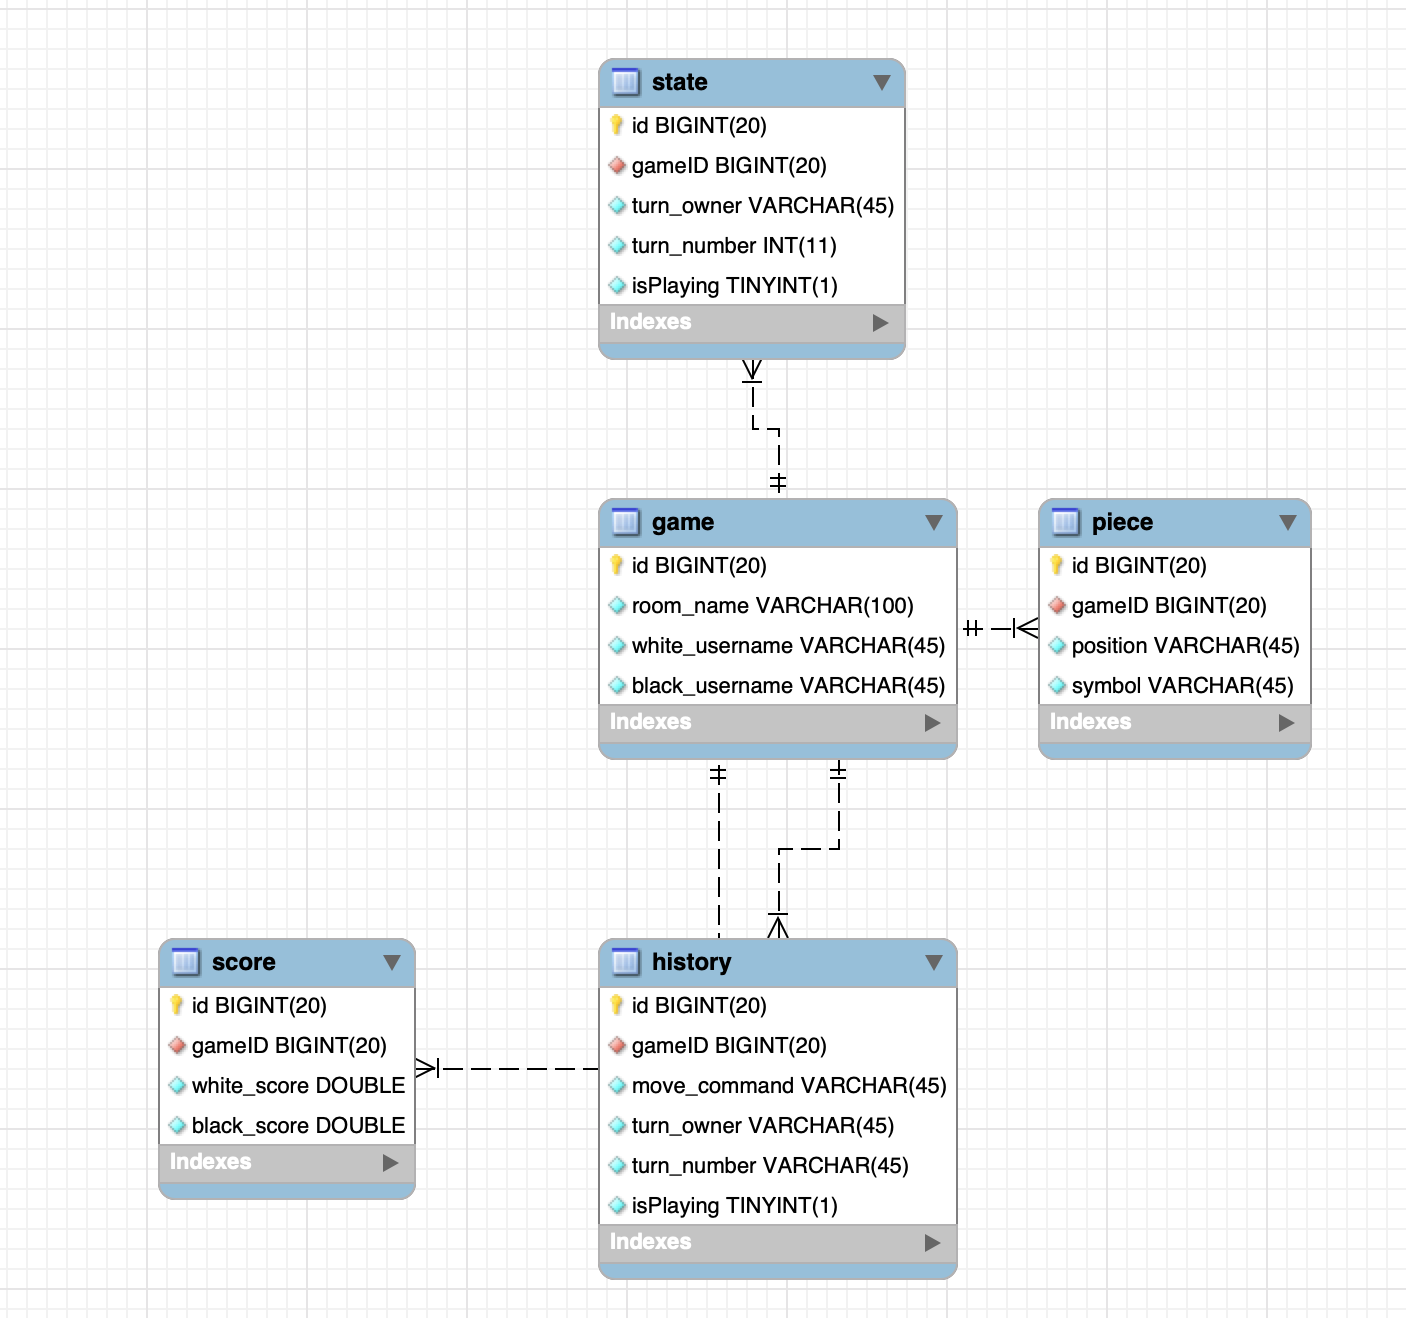 state
id BIGINT(20)
gameID BIGINT(20)
turn_owner VARCHAR(45)
turn_number INT(11)
isPlaying TINYINT(1)
Indexes
game
id BIGINT(20)
room_name VARCHAR(100)
white_username VARCHAR(45)
black_username VARCHAR(45)
Indexes
piece
id BIGINT(20)
gameID BIGINT(20)
position VARCHAR(45)
symbol VARCHAR(45)
Indexes
score
id BIGINT(20)
gameID BIGINT(20)
white_score DOUBLE
black_score DOUBLE
Indexes
history
id BIGINT(20)
gameID BIGINT(20)
move_command VARCHAR(45)
turn_owner VARCHAR(45)
turn_number VARCHAR(45)
isPlaying TINYINT(1)
Indexes